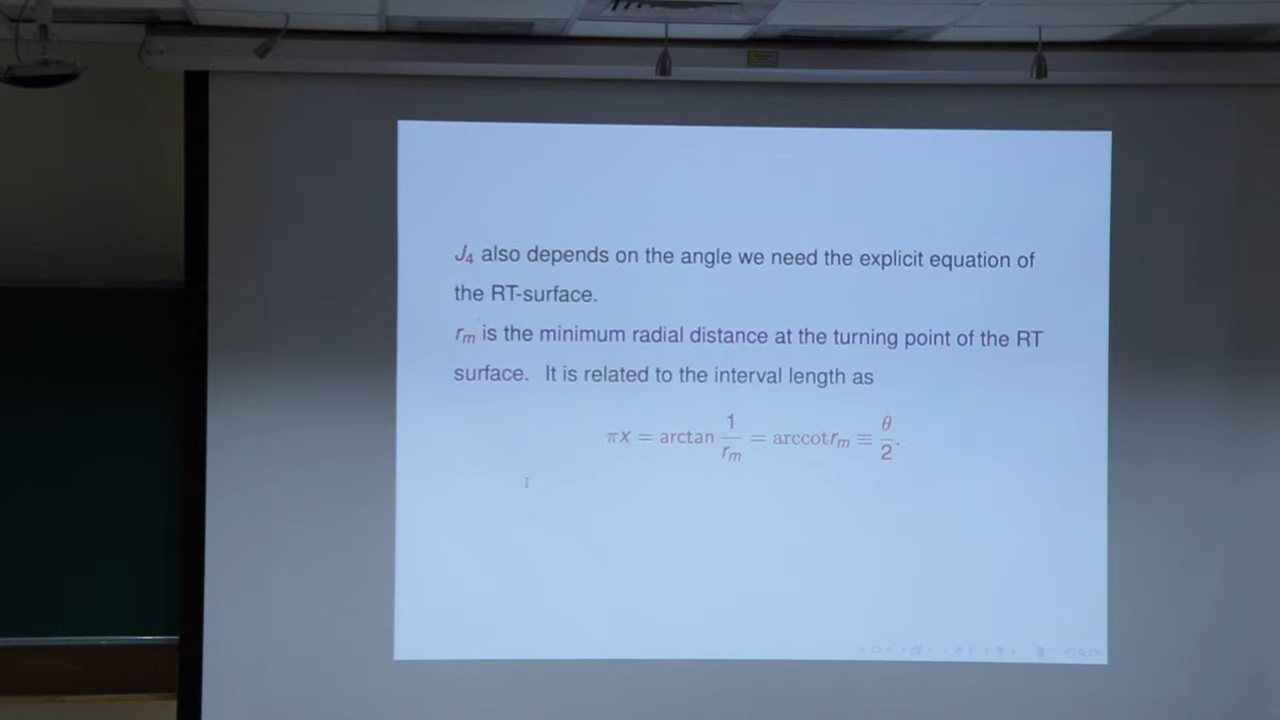 J₄ also depends on the angle we need the explicit equation of
the RT-surface.
rₘ is the minimum radial distance at the turning point of the RT
surface. It is related to the interval length as
πx = arctan 1/rₘ = arccot rₘ ≡ θ/2.